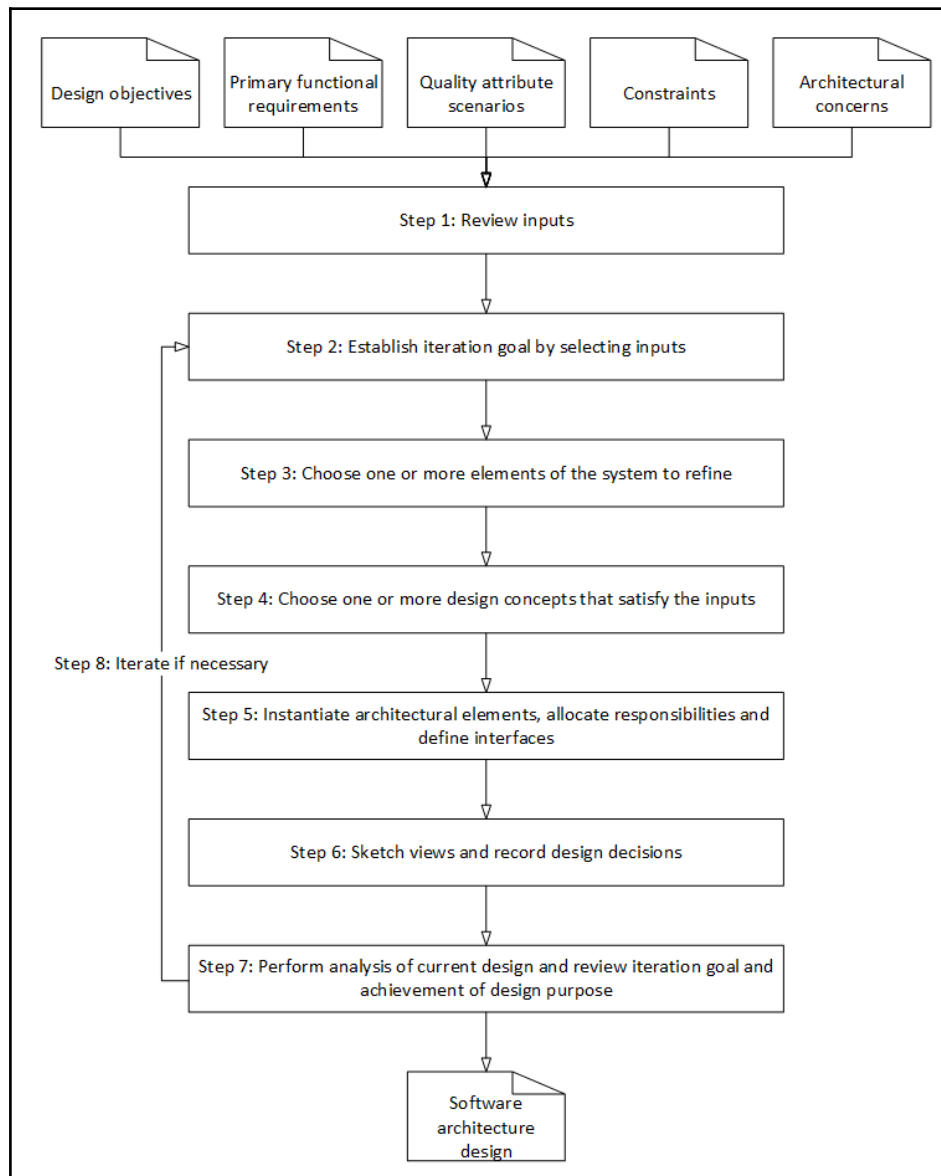 Design objectives
Primary functional
requirements
Quality attribute
scenarios
Constraints
Architectural
concerns
Step 1: Review inputs
Step 2: Establish iteration goal by selecting inputs
Step 3: Choose one or more elements of the system to refine
Step 4: Choose one or more design concepts that satisfy the inputs
Step 8: Iterate if necessary
Step 5: Instantiate architectural elements, allocate responsibilities and
define interfaces
Step 6: Sketch views and record design decisions
Step 7: Perform analysis of current design and review iteration goal and
achievement of design purpose
Software
architecture
design